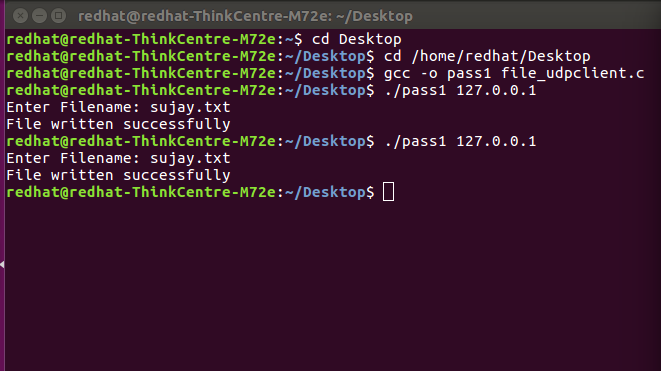 redhat@redhat-ThinkCentre-M72e: ~/Desktop
redhat@redhat-ThinkCentre-M72e:~$ cd Desktop
redhat@redhat-ThinkCentre-M72e:~/Desktop$ cd /home/redhat/Desktop
redhat@redhat-ThinkCentre-M72e:~/Desktop$ gcc -o pass1 file_udpclient.c
redhat@redhat-ThinkCentre-M72e:~/Desktop$ ./pass1 127.0.0.1
Enter Filename: sujay.txt
File written successfully
redhat@redhat-ThinkCentre-M72e:~/Desktop$ ./pass1 127.0.0.1
Enter Filename: sujay.txt
File written successfully
redhat@redhat-ThinkCentre-M72e:~/Desktop$